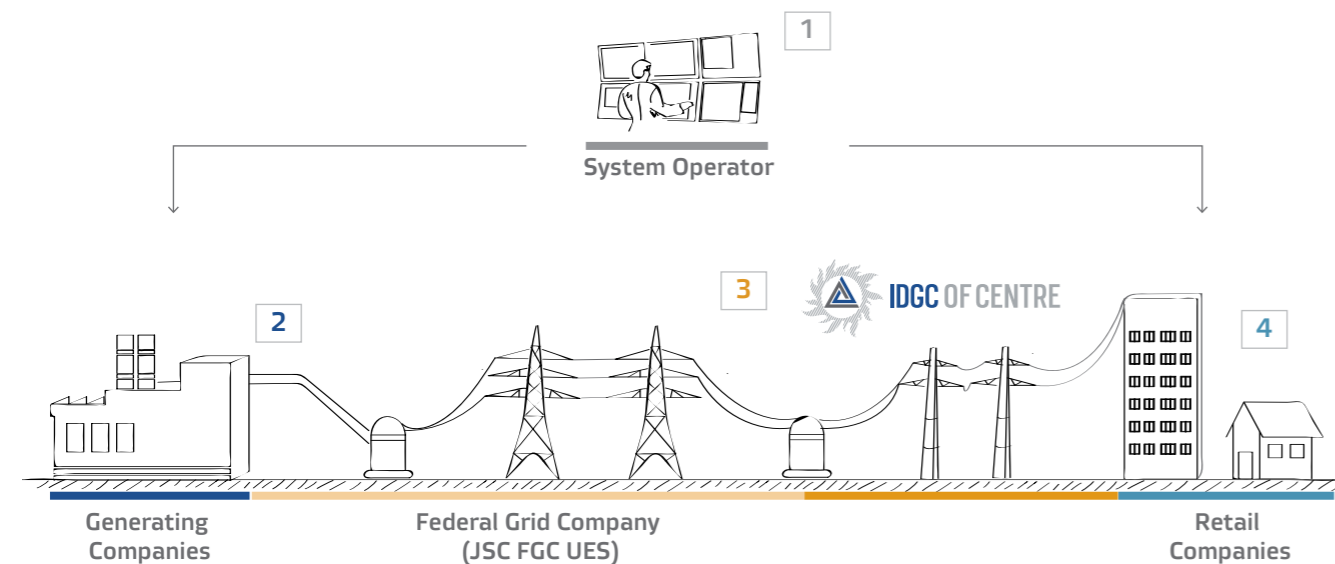 1
System Operator
3
IDGC OF CENTRE
2
4
Generating
Companies
Federal Grid Company
(JSC FGC UES)
Retail
Companies